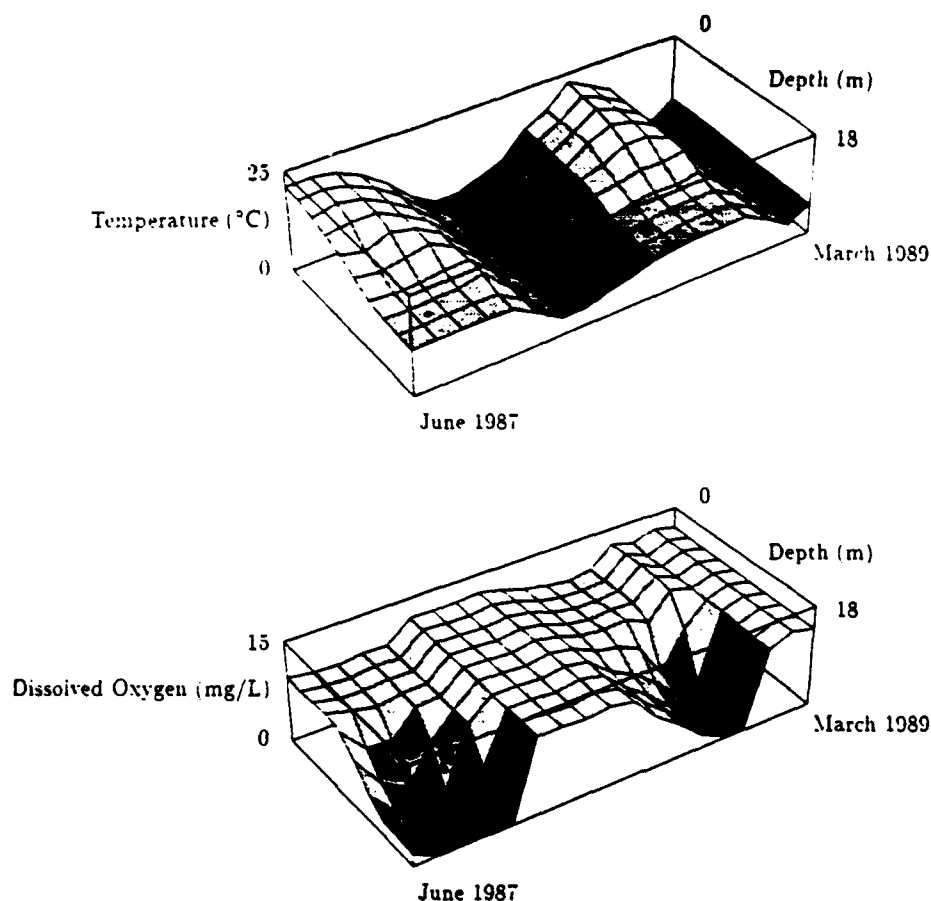 0
Depth (m)
18
25
Temperature (°C)
0
March 1989
June 1987
0
Depth (m)
18
15
Dissolved Oxygen (mg/L)
0
March 1989
June 1987